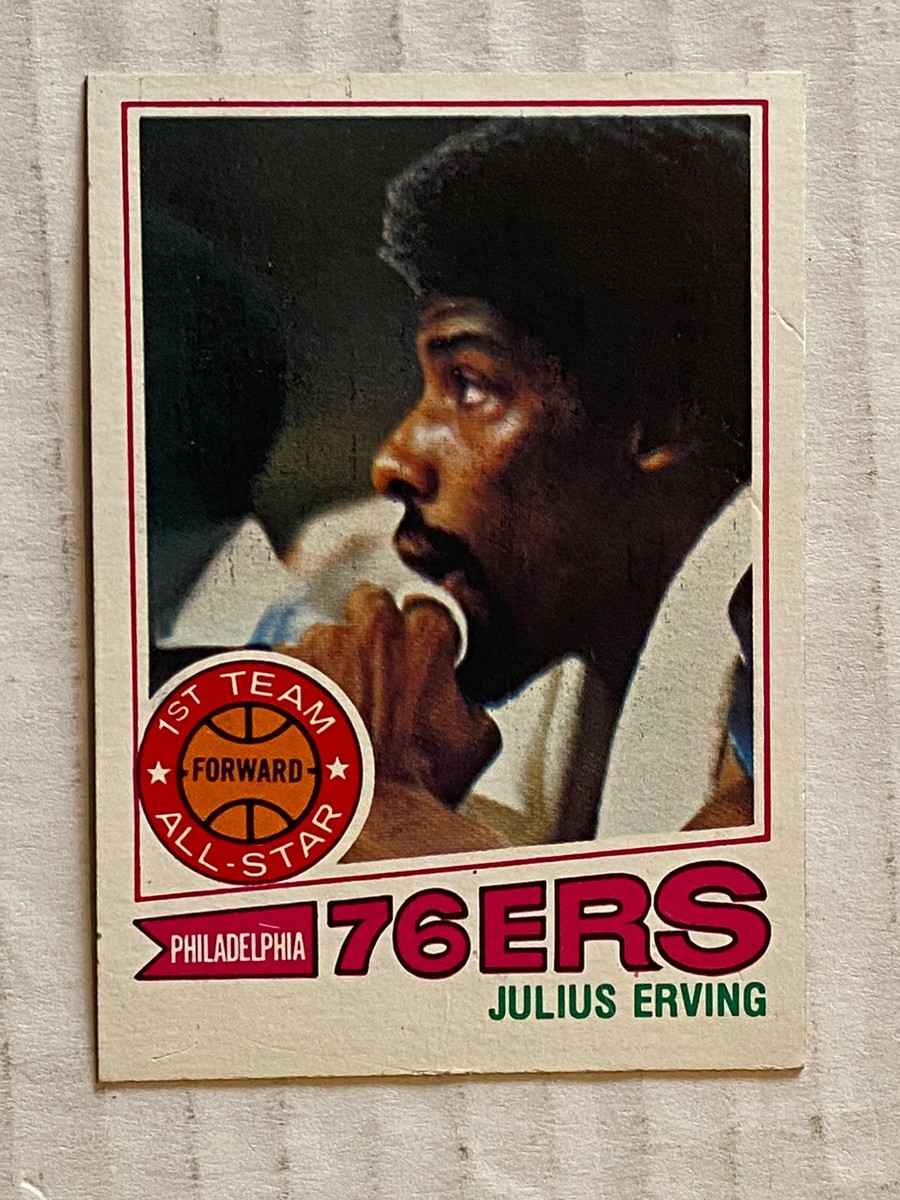 1ST TEAM
FORWARD
ALL-STAR
PHILADELPHIA 76ERS
JULIUS ERVING